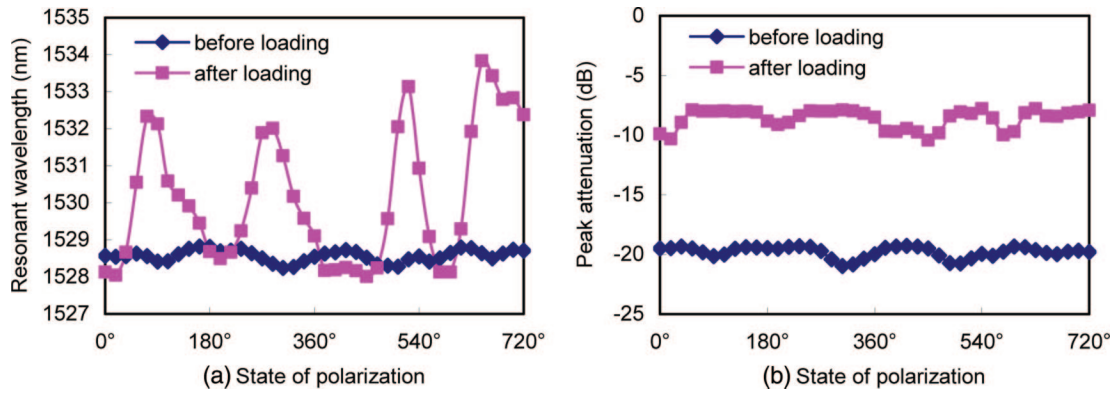 1535
1534
1533
1532
1531
1530
1529
1528
1527
Resonant wavelength (nm)
before loading
after loading
0° 180° 360° 540° 720°
(a) State of polarization
0
-5
-10
-15
-20
-25
Peak attenuation (dB)
before loading
after loading
0° 180° 360° 540° 720°
(b) State of polarization